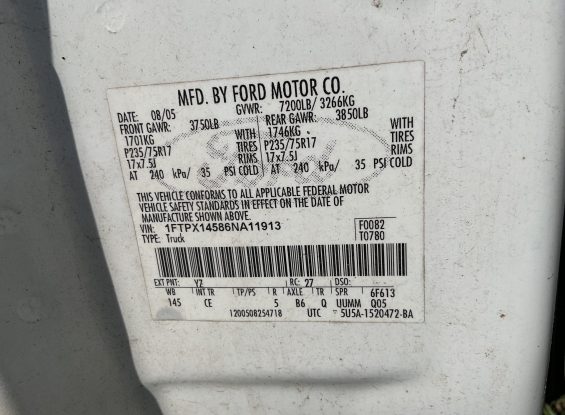 MFD. BY FORD MOTOR CO.
DATE: 08/05 GVWR: 7200LB/ 3266KG
FRONT GAWR: 3750LB REAR GAWR: 3850LB
1701KG WITH 1746KG WITH
P235/75R17 TIRES P235/75R17 TIRES
17x7.5J RIMS 17x7.5J RIMS
AT 240 kPa/ 35 PSI COLD AT 240 kPa/ 35 PSI COLD
THIS VEHICLE CONFORMS TO ALL APPLICABLE FEDERAL MOTOR
VEHICLE SAFETY STANDARDS IN EFFECT ON THE DATE OF
MANUFACTURE SHOWN ABOVE.
VIN: 1FTPX14586NA11913 F0082
TYPE: Truck T0780
EXT PNT: YZ RC: 27 DSO:
WB INT TR TP/PS R AXLE TR SPR 6F613
145 CE 5 B6 Q UUMM Q05
1200508254718 UTC 5U5A-1520472-BA